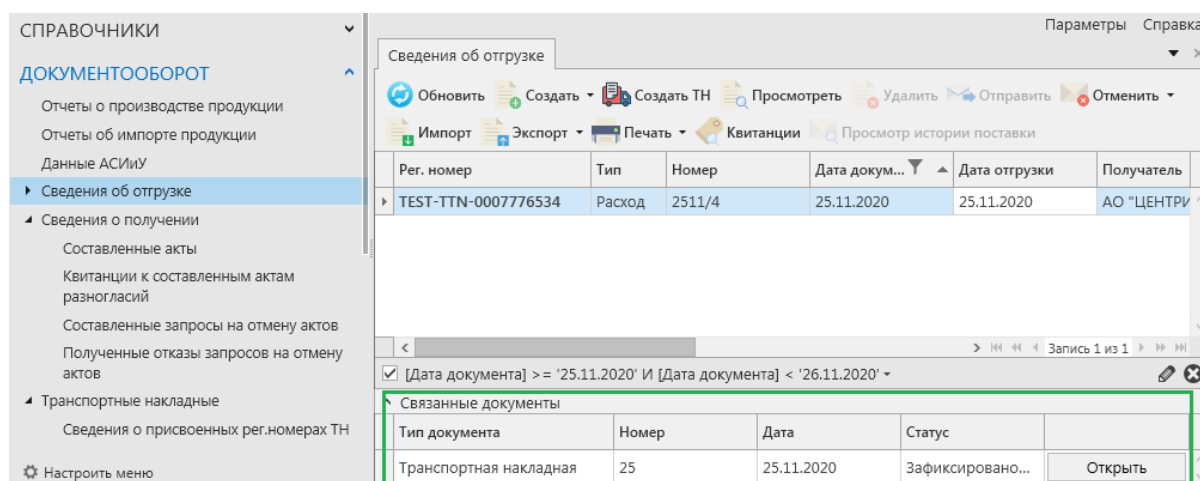 СПРАВОЧНИКИ
ДОКУМЕНТООБОРОТ
Отчеты о производстве продукции
Отчеты об импорте продукции
Данные АСИиУ
Сведения об отгрузке
Сведения о получении
Составленные акты
Квитанции к составленным актам
разногласий
Составленные запросы на отмену актов
Полученные отказы запросов на отмену
актов
Транспортные накладные
Сведения о присвоенных рег.номерах ТН
Настроить меню
Параметры Справка
Сведения об отгрузке
Обновить Создать Создать ТН Просмотреть Удалить Отправить Отменить
Импорт Экспорт Печать Квитанции Просмотр истории поставки
Рег. номер Тип Номер Дата докум... Дата отгрузки Получатель
TEST-TTN-0007776534 Расход 2511/4 25.11.2020 25.11.2020 АО "ЦЕНТРИ
Запись 1 из 1
[Дата документа] >= '25.11.2020' И [Дата документа] < '26.11.2020'
Связанные документы
Тип документа Номер Дата Статус
Транспортная накладная 25 25.11.2020 Зафиксировано... Открыть